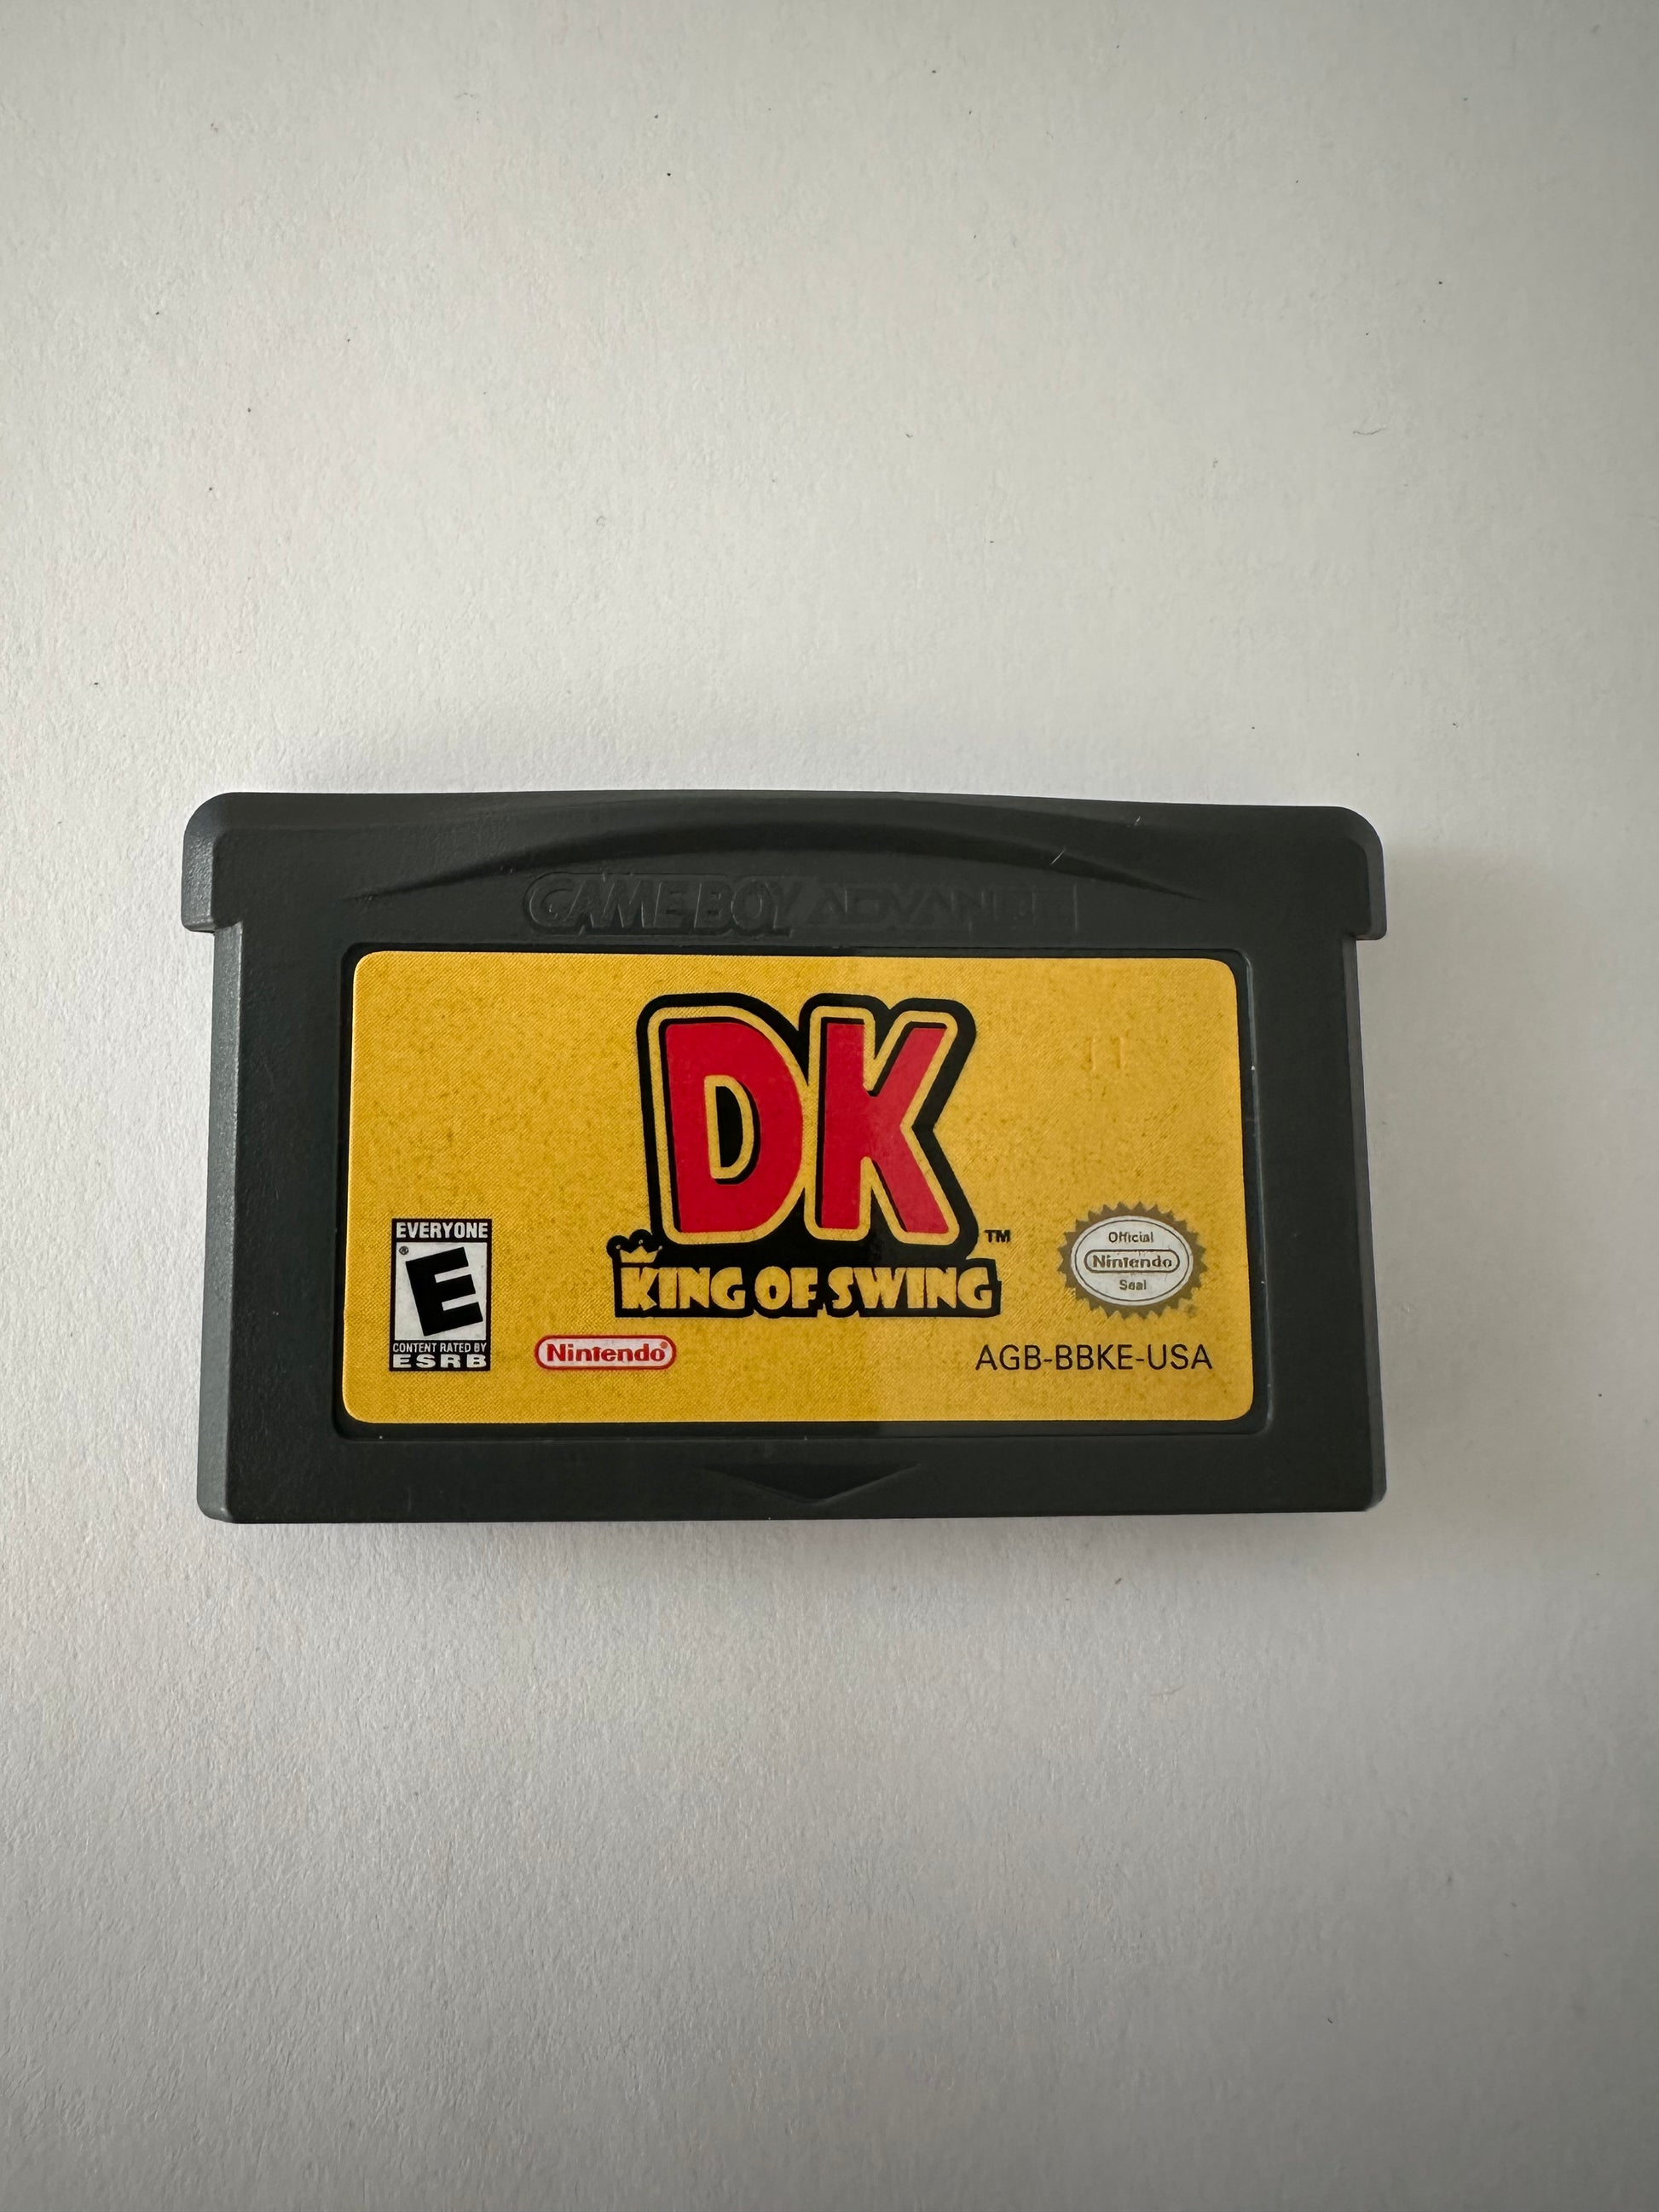 GAME BOY ADVANCE
DK
™
KING OF SWING
EVERYONE
®
E
CONTENT RATED BY
ESRB
Nintendo®
Official
Nintendo
Seal
AGB-BBKE-USA